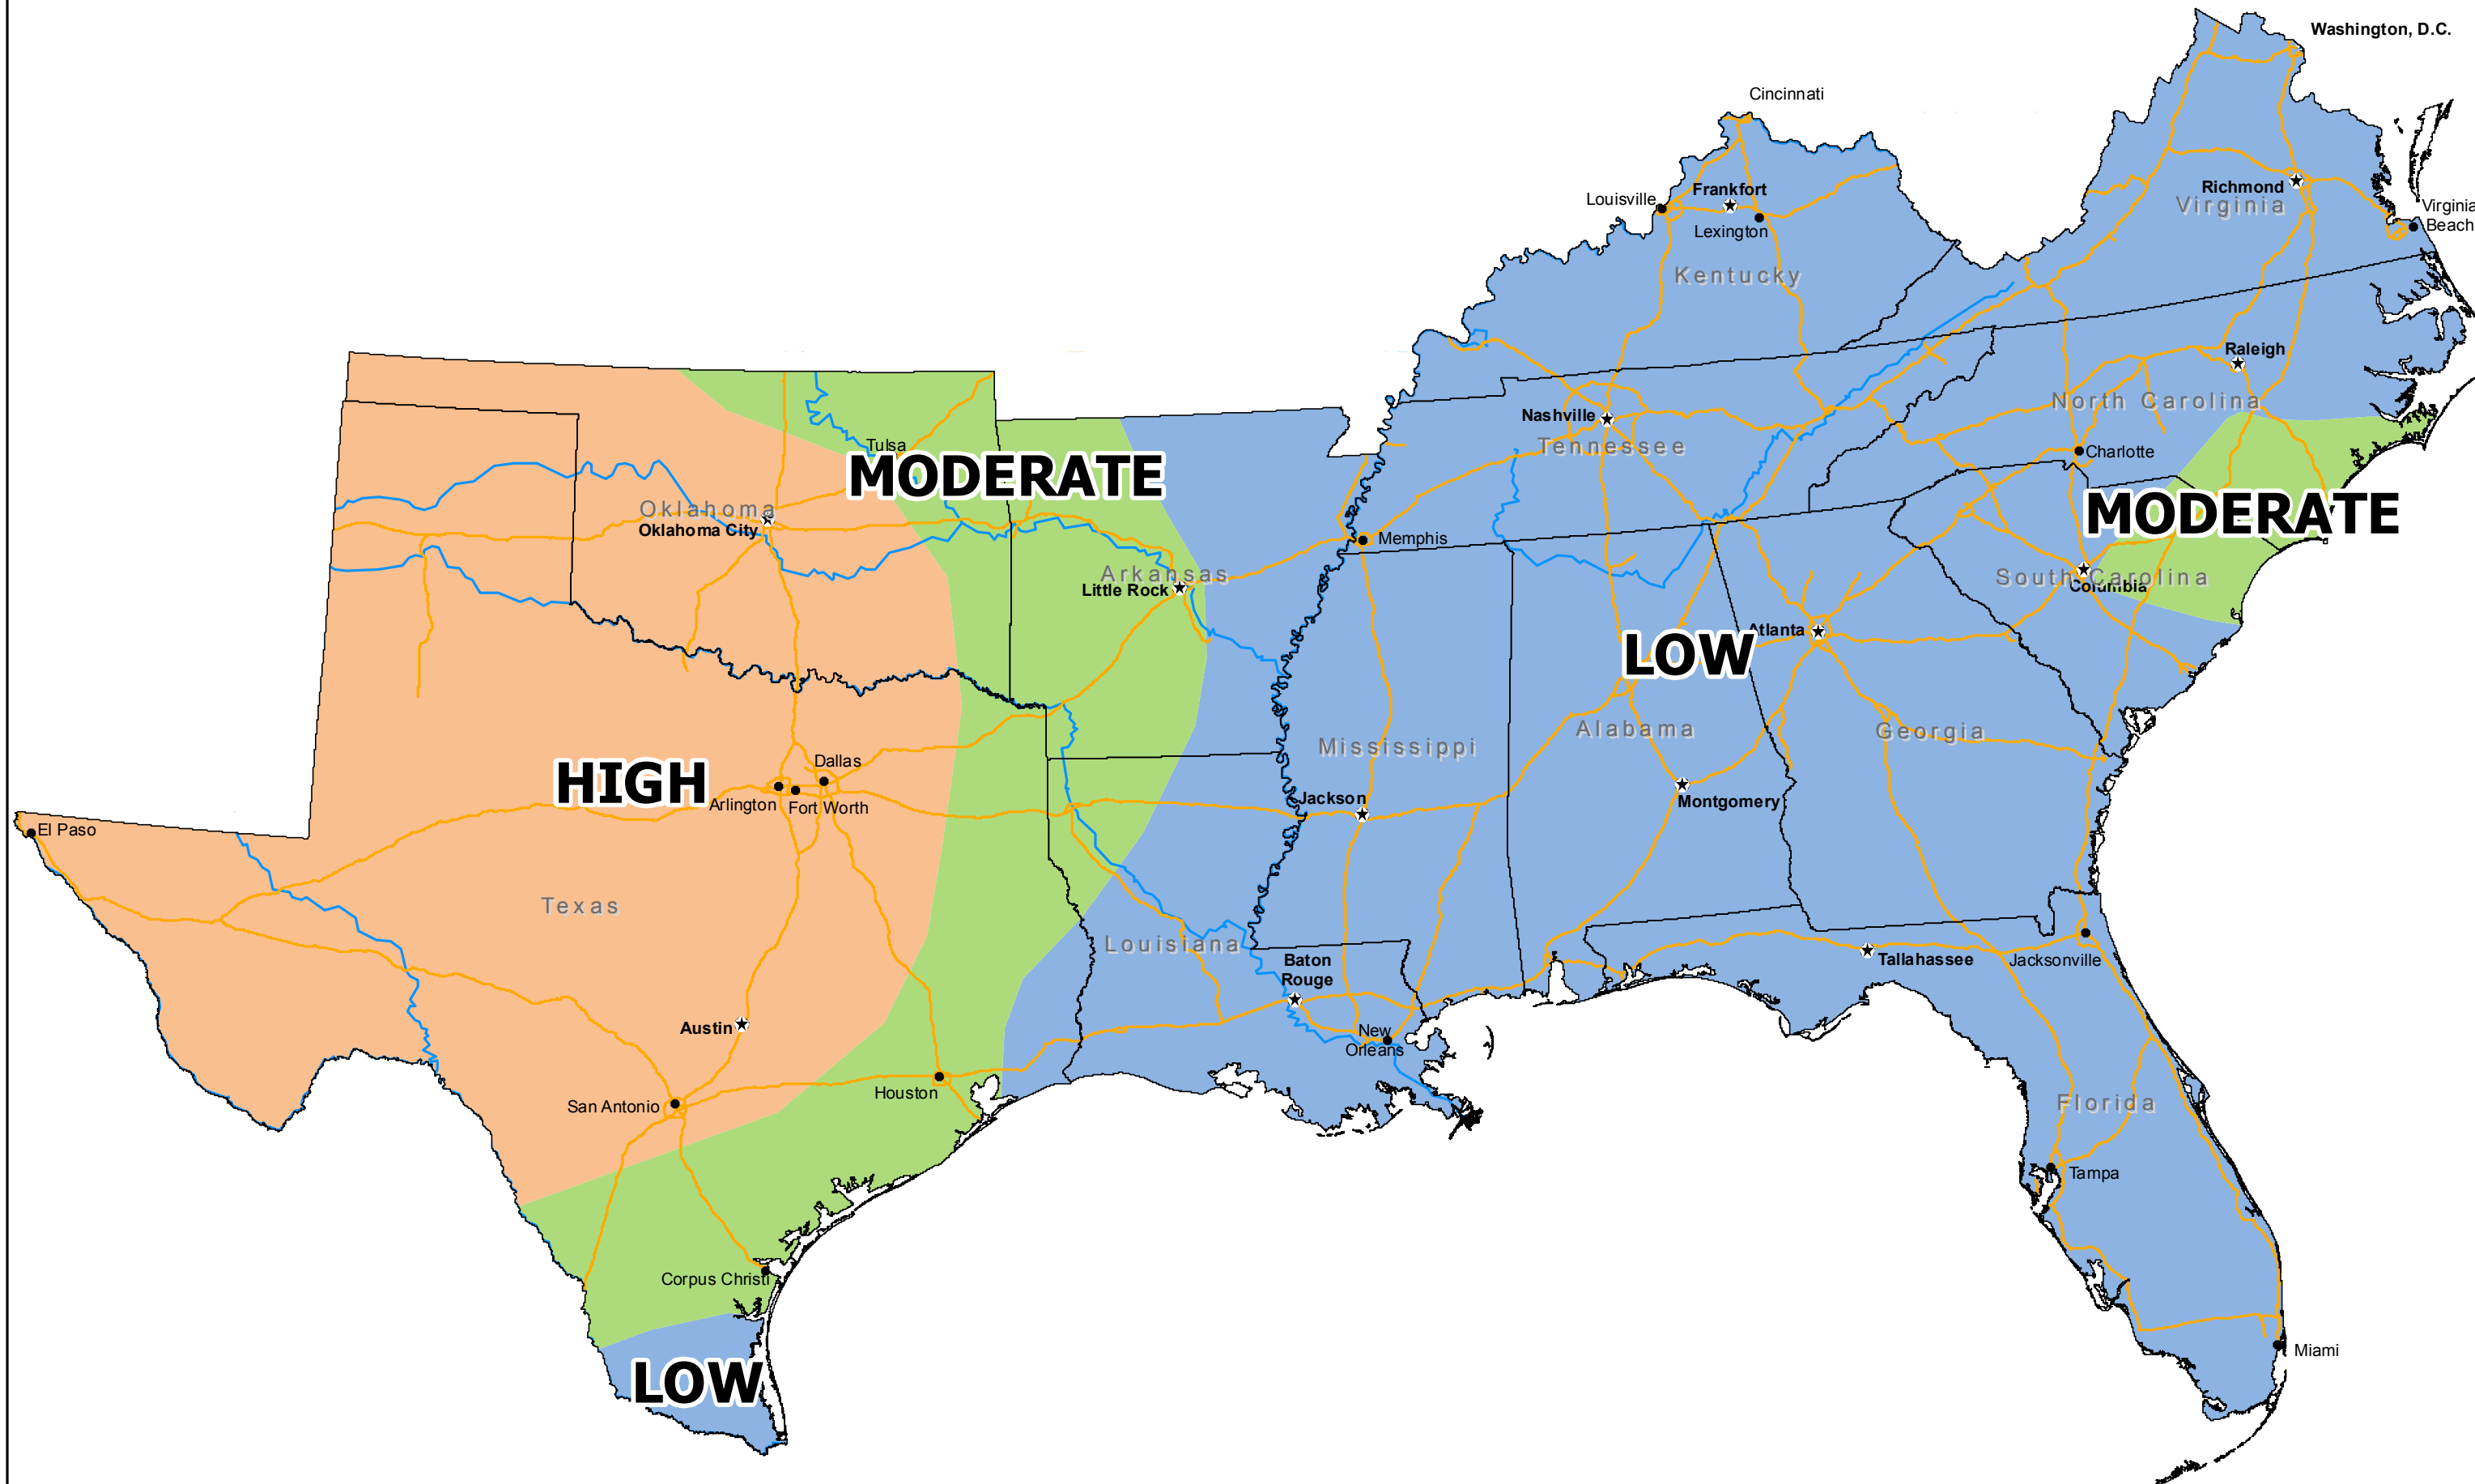 Washington, D.C.
Cincinnati
Louisville
Frankfort
Lexington
Kentucky
Richmond
Virginia
Virginia
Beach
Raleigh
North Carolina
Nashville
Tennessee
Charlotte
Tulsa
MODERATE
MODERATE
Oklahoma
Oklahoma City
Memphis
Arkansas
Little Rock
South Carolina
Columbia
Atlanta
LOW
Mississippi
Alabama
Georgia
HIGH
Dallas
Arlington
Fort Worth
Jackson
Montgomery
El Paso
Texas
Louisiana
Baton
Rouge
Tallahassee
Jacksonville
Austin
New
Orleans
Houston
San Antonio
Florida
Tampa
Corpus Christi
Miami
LOW